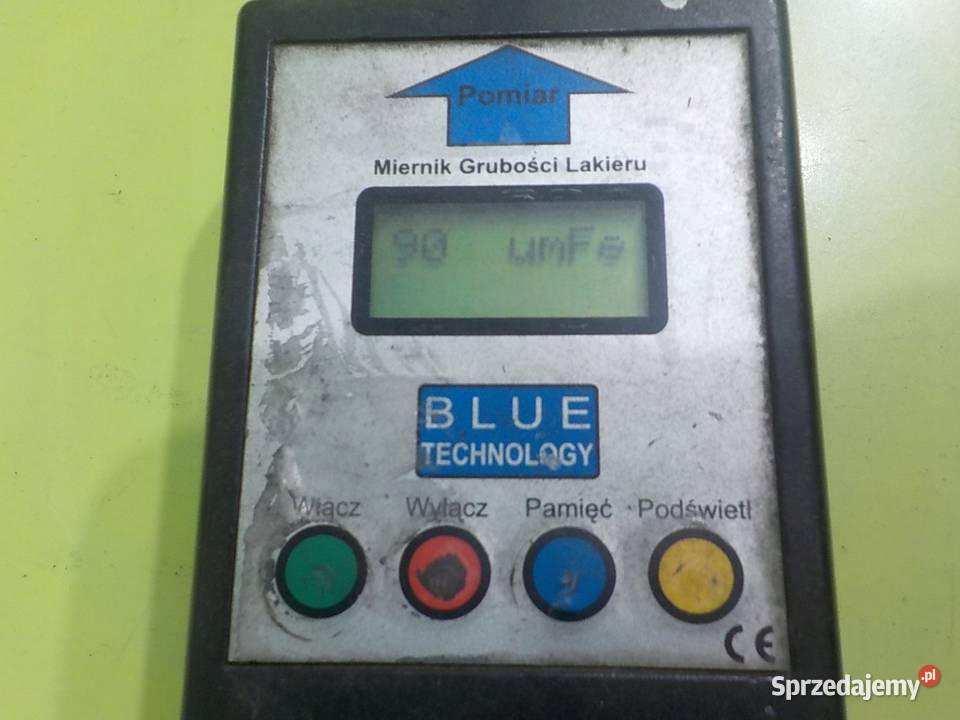 Pomiar
Miernik Grubości Lakieru
90 umFe
BLUE
TECHNOLOGY
Włącz Wyłącz Pamięć Podświetl
CE
Sprzedajemy.pl